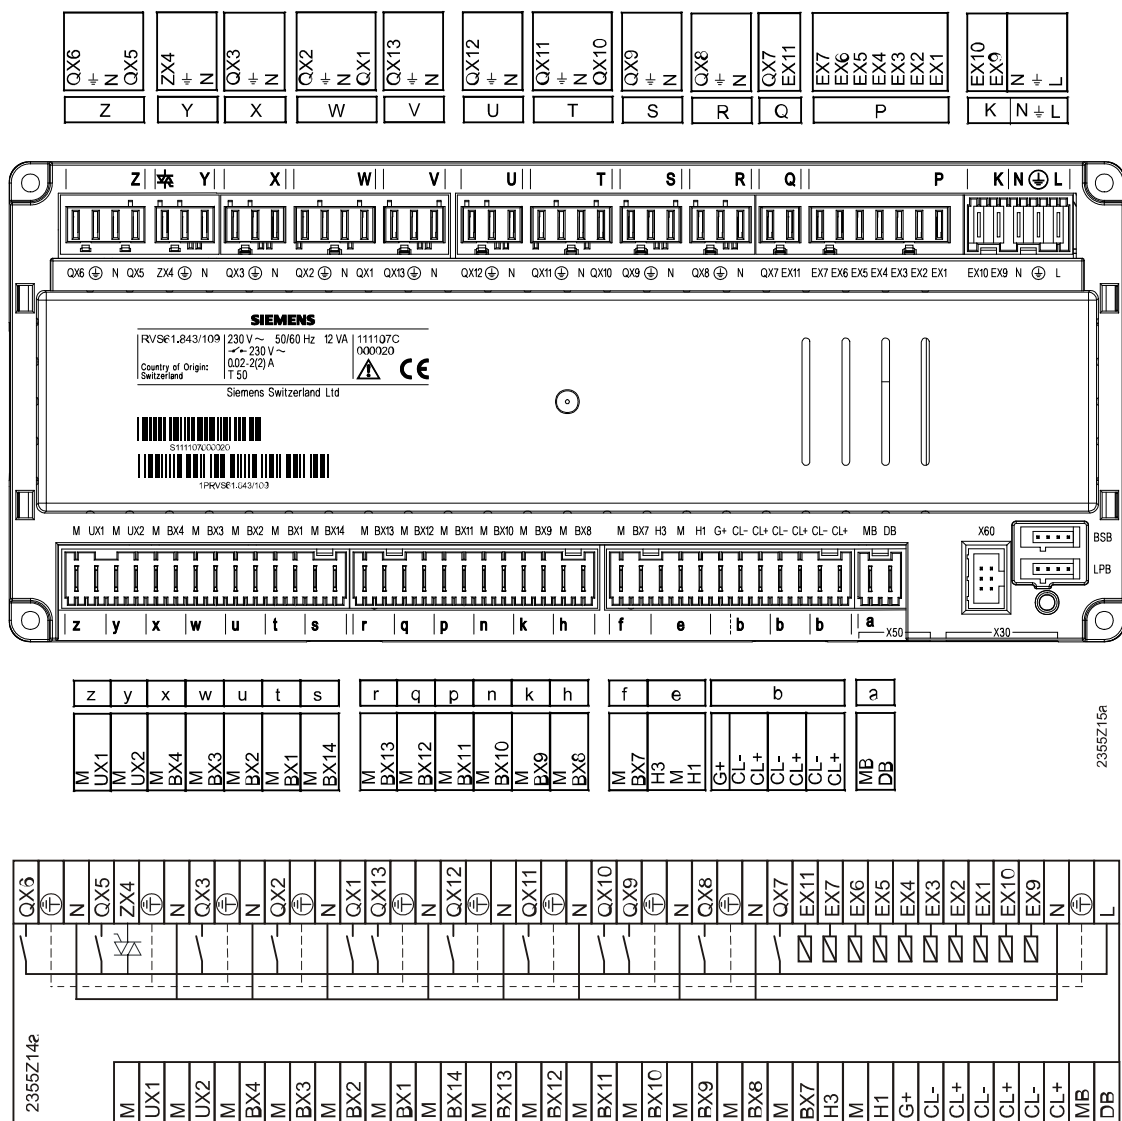 QX6 ⏚ N QX5 ZX4 ⏚ N QX3 ⏚ N QX2 ⏚ N QX1 QX13 ⏚ N QX12 ⏚ N QX11 ⏚ N QX10 QX9 ⏚ N QX8 ⏚ N QX7 EX11 EX7 EX6 EX5 EX4 EX3 EX2 EX1 EX10 EX9 N ⏚ L
Z Y X W V U T S R Q P K N ⏚ L
Z Y X W V U T S R Q P K N ⏚ L
QX6 ⏚ N QX5 ZX4 ⏚ N QX3 ⏚ N QX2 ⏚ N QX1 QX13 ⏚ N QX12 ⏚ N QX11 ⏚ N QX10 QX9 ⏚ N QX8 ⏚ N QX7 EX11 EX7 EX6 EX5 EX4 EX3 EX2 EX1 EX10 EX9 N ⏚ L
SIEMENS
RVS61.843/109 230 V ~ 50/60 Hz 12 VA 111107C
230 V ~ 000020
Country of Origin: 0.02-2(2) A
Switzerland T 50 CE
Siemens Switzerland Ltd
S111107C000020
1PRVS61.843/109
M UX1 M UX2 M BX4 M BX3 M BX2 M BX1 M BX14 M BX13 M BX12 M BX11 M BX10 M BX9 M BX8 M BX7 H3 M H1 G+ CL- CL+ CL- CL+ CL- CL+ MB DB X60 BSB
LPB
z y x w u t s r q p n k h f e b b b a
X50 X30
z y x w u t s r q p n k h f e b a
M UX1 M UX2 M BX4 M BX3 M BX2 M BX1 M BX14 M BX13 M BX12 M BX11 M BX10 M BX9 M BX8 M BX7 H3 M H1 G+ CL- CL+ CL- CL+ CL- CL+ MB DB
2355Z15a
QX6 ⏚ N QX5 ZX4 ⏚ N QX3 ⏚ N QX2 ⏚ N QX1 QX13 ⏚ N QX12 ⏚ N QX11 ⏚ N QX10 QX9 ⏚ N QX8 ⏚ N QX7 EX11 EX7 EX6 EX5 EX4 EX3 EX2 EX1 EX10 EX9 N ⏚ L
2355Z14a
M UX1 M UX2 M BX4 M BX3 M BX2 M BX1 M BX14 M BX13 M BX12 M BX11 M BX10 M BX9 M BX8 M BX7 H3 M H1 G+ CL- CL+ CL- CL+ CL- CL+ MB DB